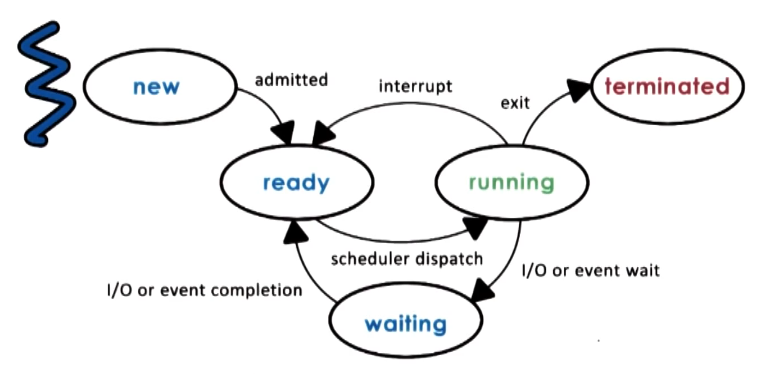 new
admitted
interrupt
exit
terminated
ready
running
scheduler dispatch
I/O or event completion
I/O or event wait
waiting